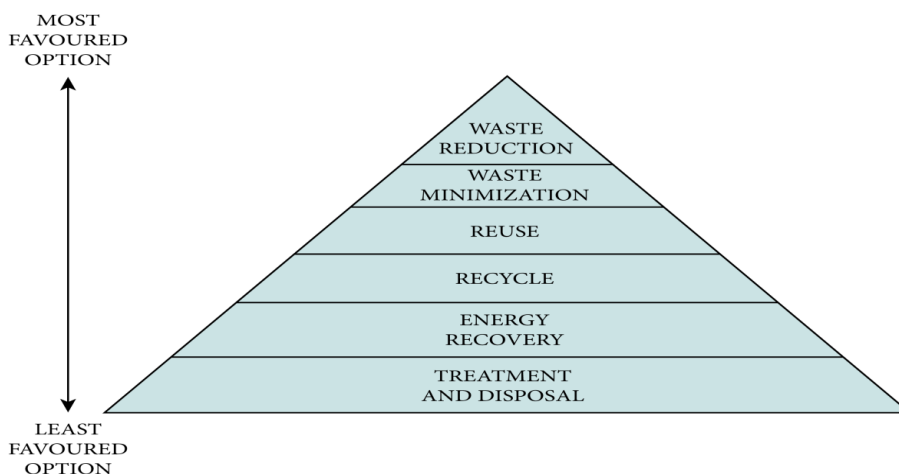 MOST
FAVOURED
OPTION
WASTE
REDUCTION
WASTE
MINIMIZATION
REUSE
RECYCLE
ENERGY
RECOVERY
TREATMENT
AND DISPOSAL
LEAST
FAVOURED
OPTION